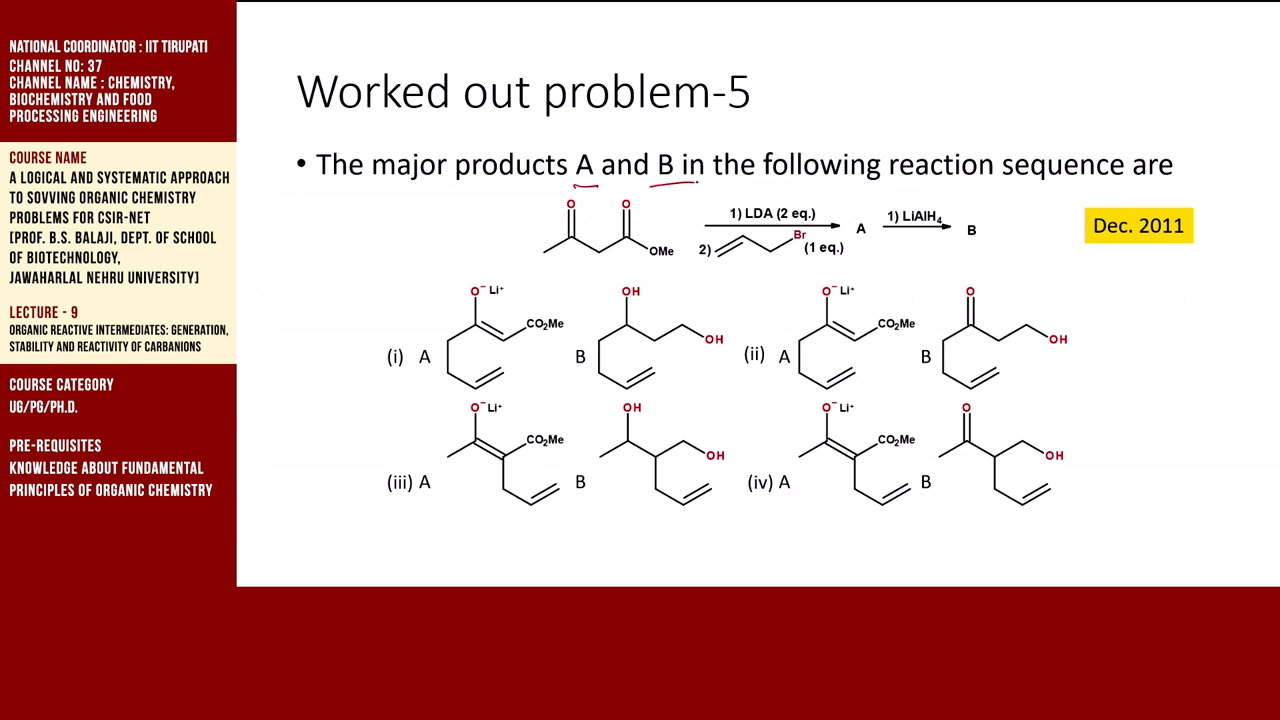 NATIONAL COORDINATOR : IIT TIRUPATI
CHANNEL NO: 37
CHANNEL NAME : CHEMISTRY,
BIOCHEMISTRY AND FOOD
PROCESSING ENGINEERING
COURSE NAME
A LOGICAL AND SYSTEMATIC APPROACH
TO SOVVING ORGANIC CHEMISTRY
PROBLEMS FOR CSIR-NET
[PROF. B.S. BALAJI, DEPT. OF SCHOOL
OF BIOTECHNOLOGY,
JAWAHARLAL NEHRU UNIVERSITY]
LECTURE - 9
ORGANIC REACTIVE INTERMEDIATES: GENERATION,
STABILITY AND REACTIVITY OF CARBANIONS
COURSE CATEGORY
UG/PG/PH.D.
PRE-REQUISITES
KNOWLEDGE ABOUT FUNDAMENTAL
PRINCIPLES OF ORGANIC CHEMISTRY
Worked out problem-5
• The major products A and B in the following reaction sequence are
O O OMe 1) LDA (2 eq.) 2) Br (1 eq.) A 1) LiAlH4 B
Dec. 2011
(i) A O⁻ Li⁺ CO₂Me B OH OH
(ii) A O⁻ Li⁺ CO₂Me B O OH
(iii) A O⁻ Li⁺ CO₂Me B OH OH
(iv) A O⁻ Li⁺ CO₂Me B O OH